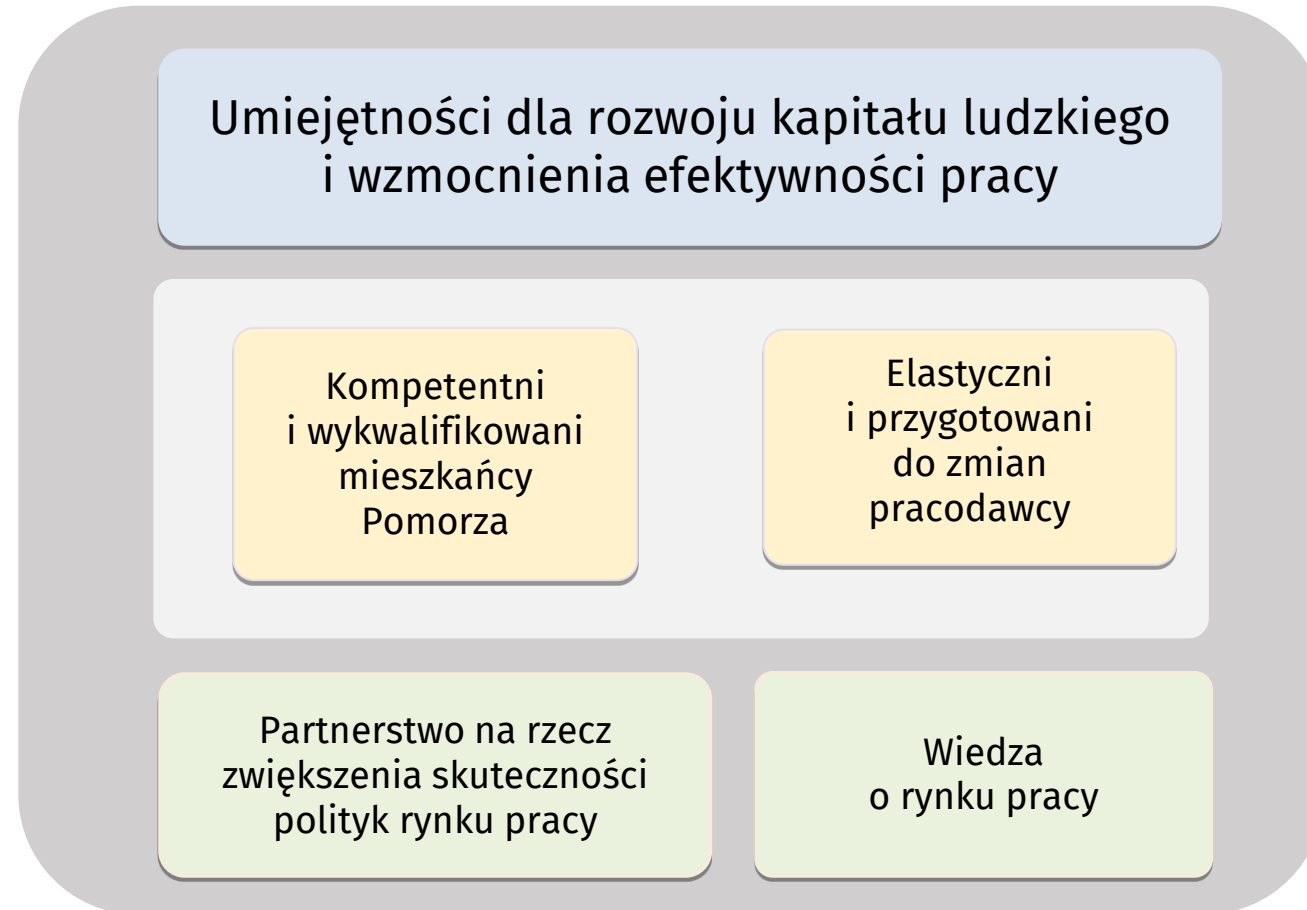 Umiejętności dla rozwoju kapitału ludzkiego
i wzmocnienia efektywności pracy
Kompetentni
i wykwalifikowani
mieszkańcy
Pomorza
Elastyczni
i przygotowani
do zmian
pracodawcy
Partnerstwo na rzecz
zwiększenia skuteczności
polityk rynku pracy
Wiedza
o rynku pracy